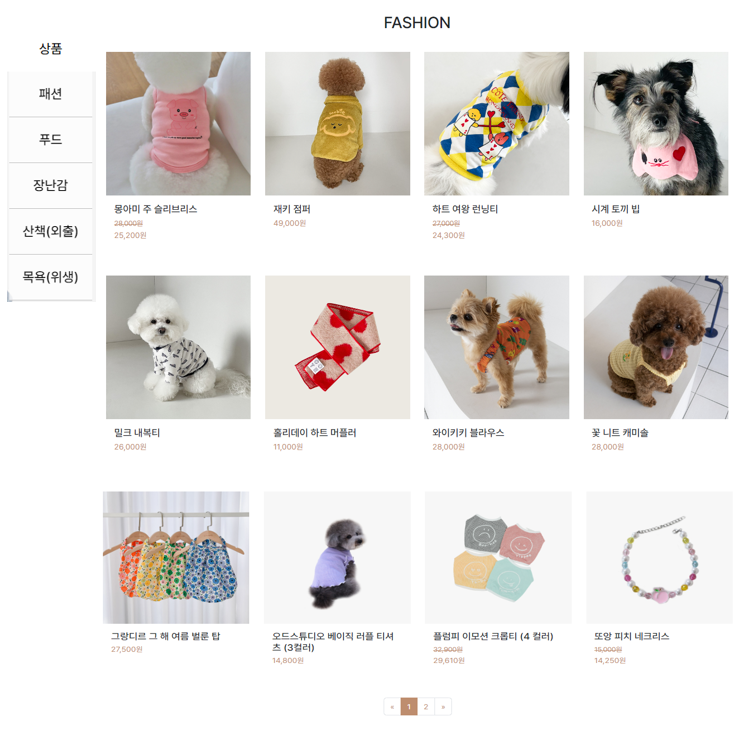 FASHION
상품
패션
푸드
장난감
산책(외출)
목욕(위생)
몽아미 주 슬리브리스
28,000원
25,200원
재키 점퍼
49,000원
하트 여왕 런닝티
27,000원
24,300원
시계 토끼 빕
16,000원
밀크 내복티
26,000원
홀리데이 하트 머플러
11,000원
와이키키 블라우스
28,000원
꽃 니트 캐미솔
28,000원
그랑디르 그 해 여름 벌룬 탑
27,500원
오드스튜디오 베이직 러플 티셔
츠 (3컬러)
14,800원
플럼피 이모션 크롭티 (4 컬러)
32,900원
29,610원
또앙 피치 네크리스
15,000원
14,250원
« 1 2 »